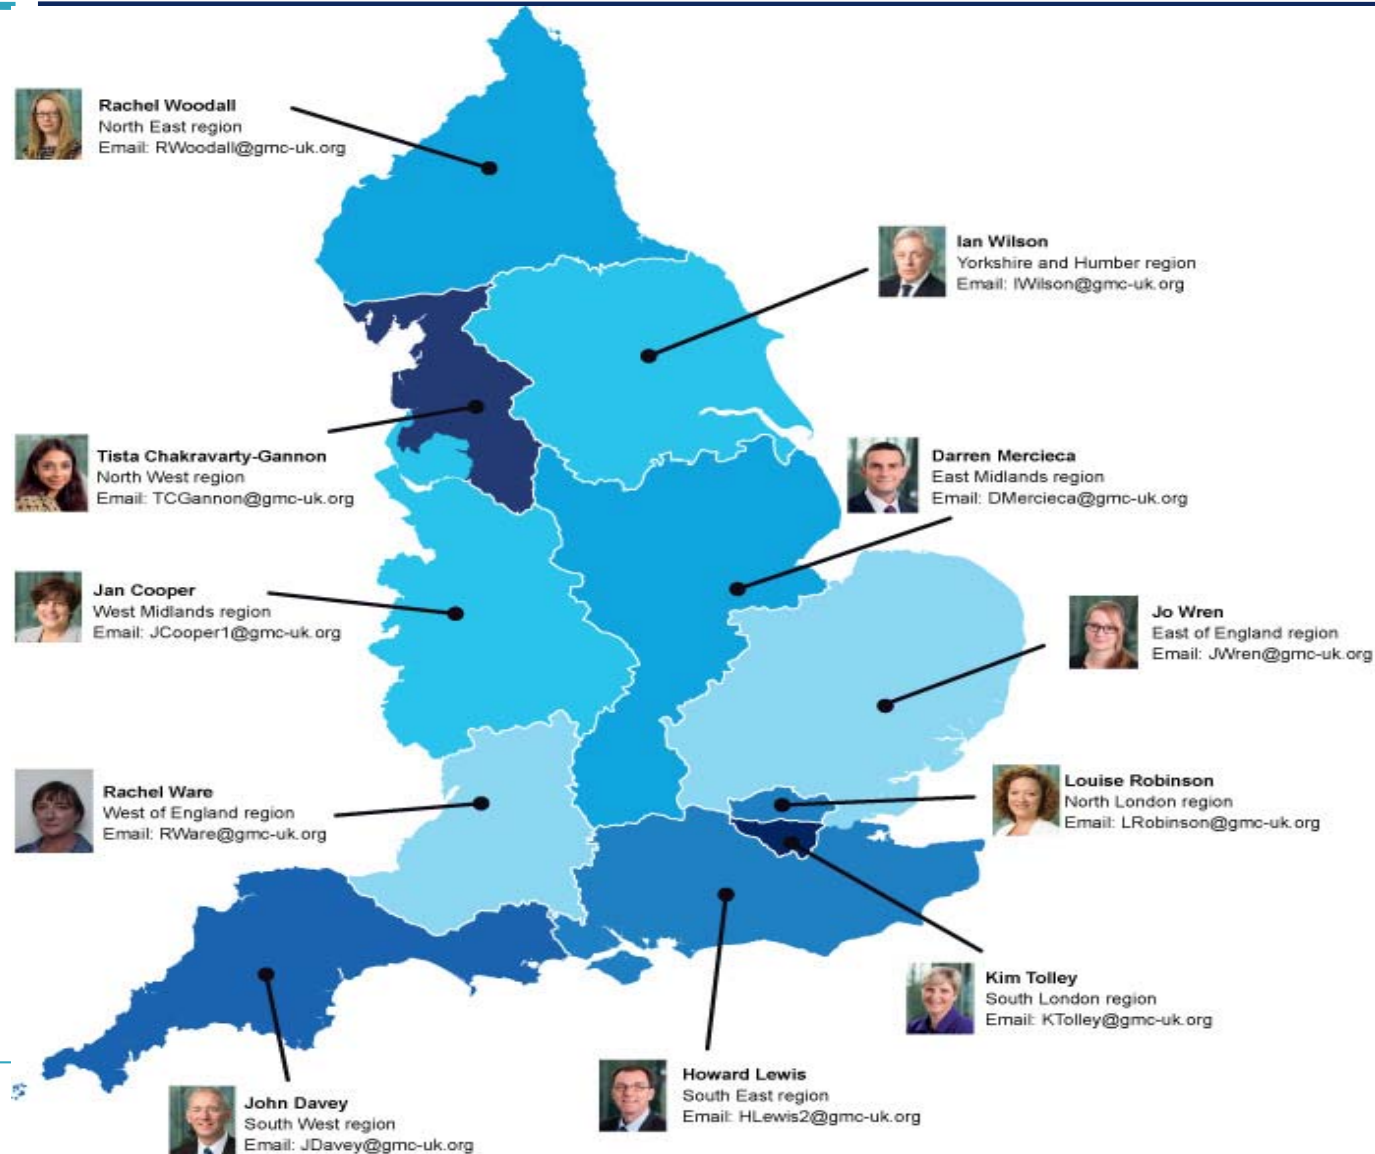 Rachel Woodall
North East region
Email: RWoodall@gmc-uk.org
Ian Wilson
Yorkshire and Humber region
Email: IWilson@gmc-uk.org
Tista Chakravarty-Gannon
North West region
Email: TCGannon@gmc-uk.org
Darren Mercieca
East Midlands region
Email: DMercieca@gmc-uk.org
Jan Cooper
West Midlands region
Email: JCooper1@gmc-uk.org
Jo Wren
East of England region
Email: JWren@gmc-uk.org
Rachel Ware
West of England region
Email: RWare@gmc-uk.org
Louise Robinson
North London region
Email: LRobinson@gmc-uk.org
Kim Tolley
South London region
Email: KTolley@gmc-uk.org
Howard Lewis
South East region
Email: HLewis2@gmc-uk.org
John Davey
South West region
Email: JDavey@gmc-uk.org